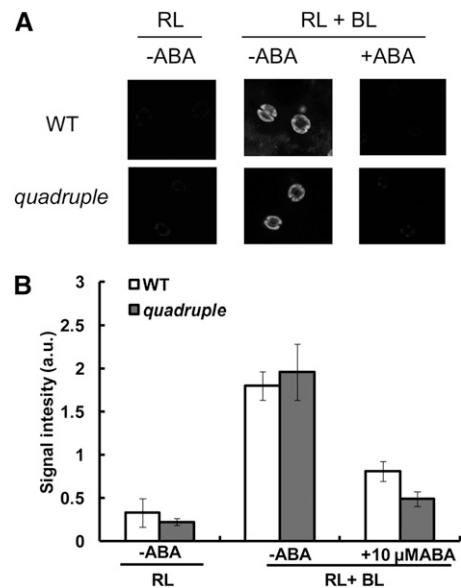 A
RL
RL + BL
-ABA
-ABA
+ABA
WT
quadruple
B
3
2.5
2
1.5
1
0.5
0
Signal intesity (a.u.)
WT
quadruple
-ABA
-ABA
+10 μMABA
RL
RL+ BL